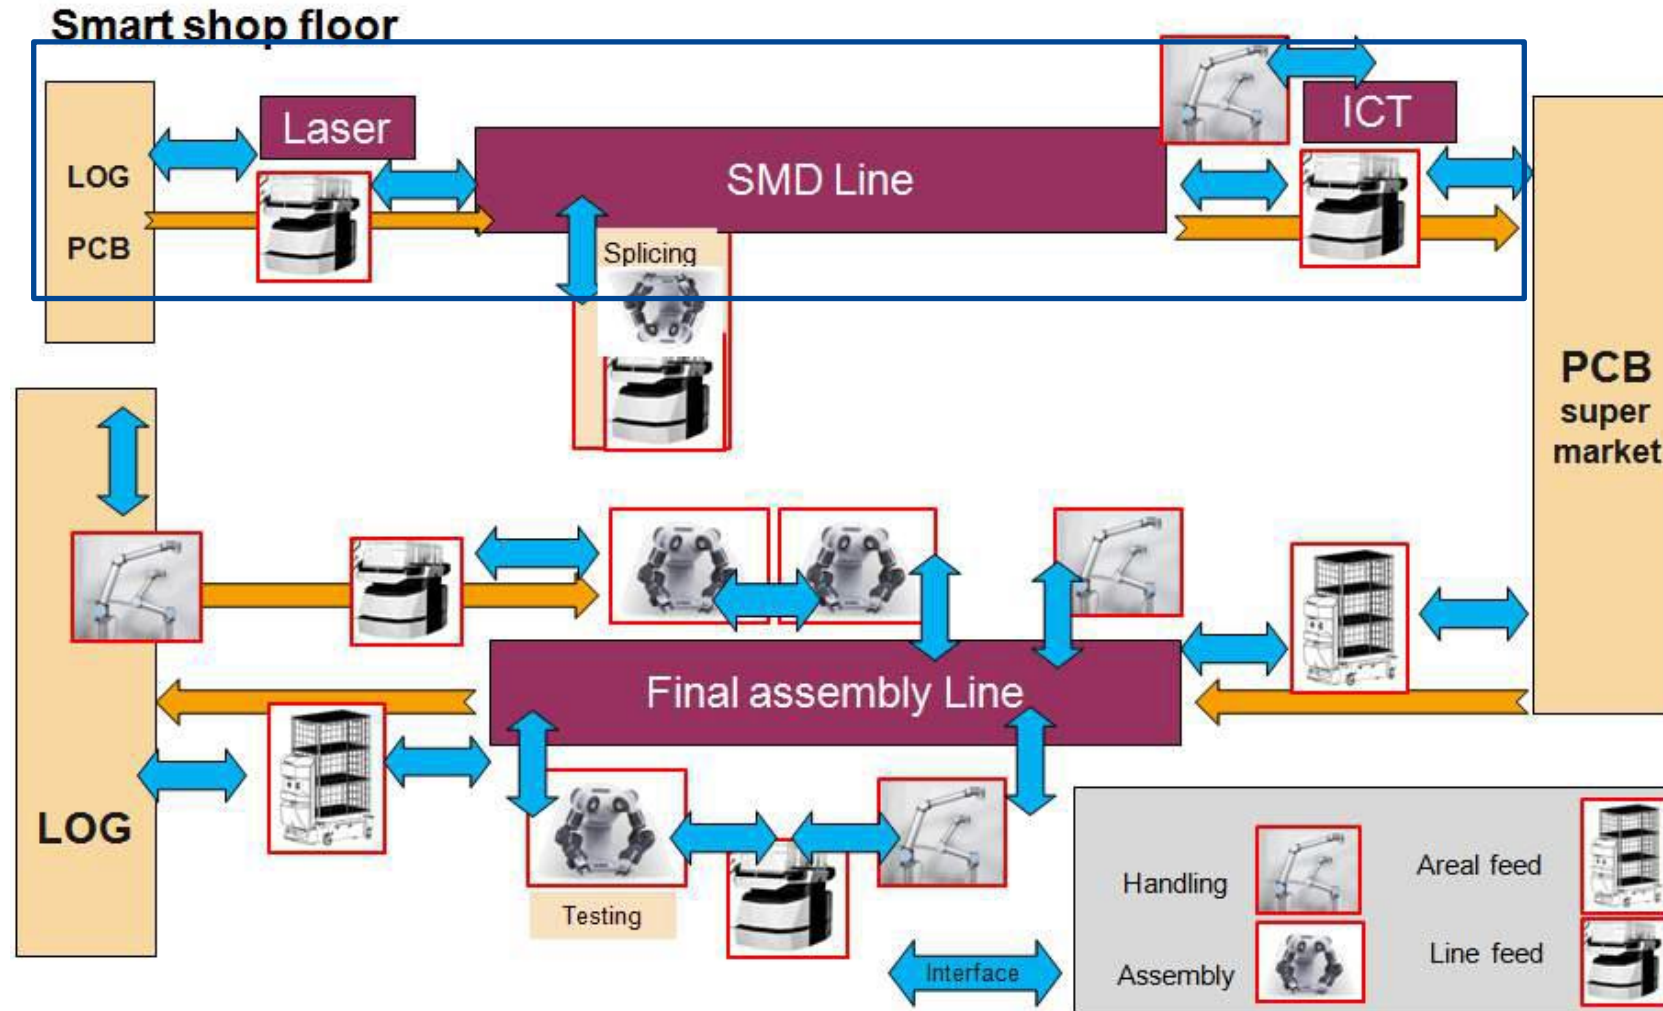 Smart shop floor
LOG
PCB
Laser
SMD Line
ICT
Splicing
PCB
super
market
Final assembly Line
LOG
Testing
Handling
Areal feed
Assembly
Line feed
Interface